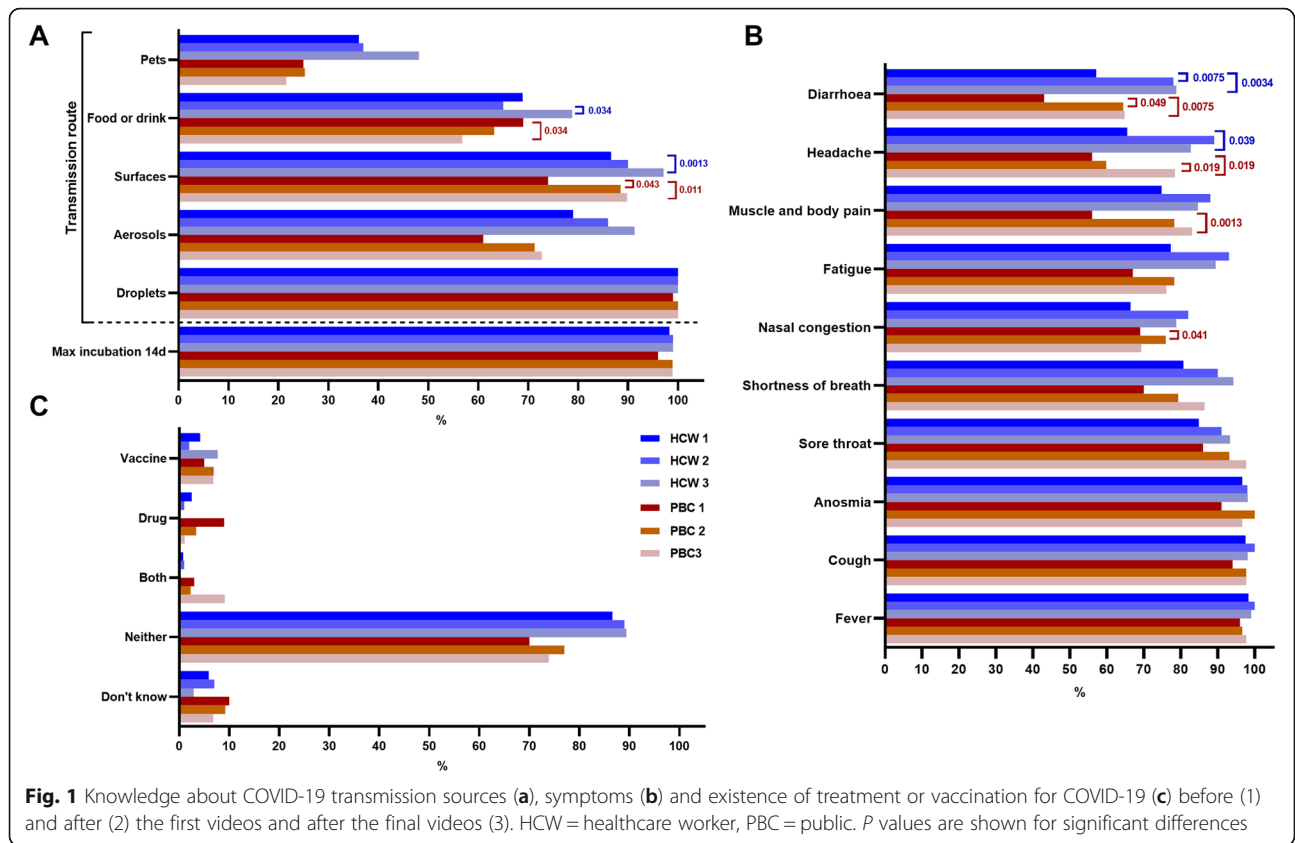 A
Transmission route
Pets
Food or drink
Surfaces
Aerosols
Droplets
Max incubation 14d
0.034
0.034
0.0013
0.043
0.011
0 10 20 30 40 50 60 70 80 90 100
%
B
Diarrhoea
Headache
Muscle and body pain
Fatigue
Nasal congestion
Shortness of breath
Sore throat
Anosmia
Cough
Fever
0.0075
0.0034
0.049
0.0075
0.039
0.019
0.019
0.0013
0.041
0 10 20 30 40 50 60 70 80 90 100
%
C
Vaccine
Drug
Both
Neither
Don't know
HCW 1
HCW 2
HCW 3
PBC 1
PBC 2
PBC3
0 10 20 30 40 50 60 70 80 90 100
%
Fig. 1 Knowledge about COVID-19 transmission sources (a), symptoms (b) and existence of treatment or vaccination for COVID-19 (c) before (1)
and after (2) the first videos and after the final videos (3). HCW = healthcare worker, PBC = public. P values are shown for significant differences